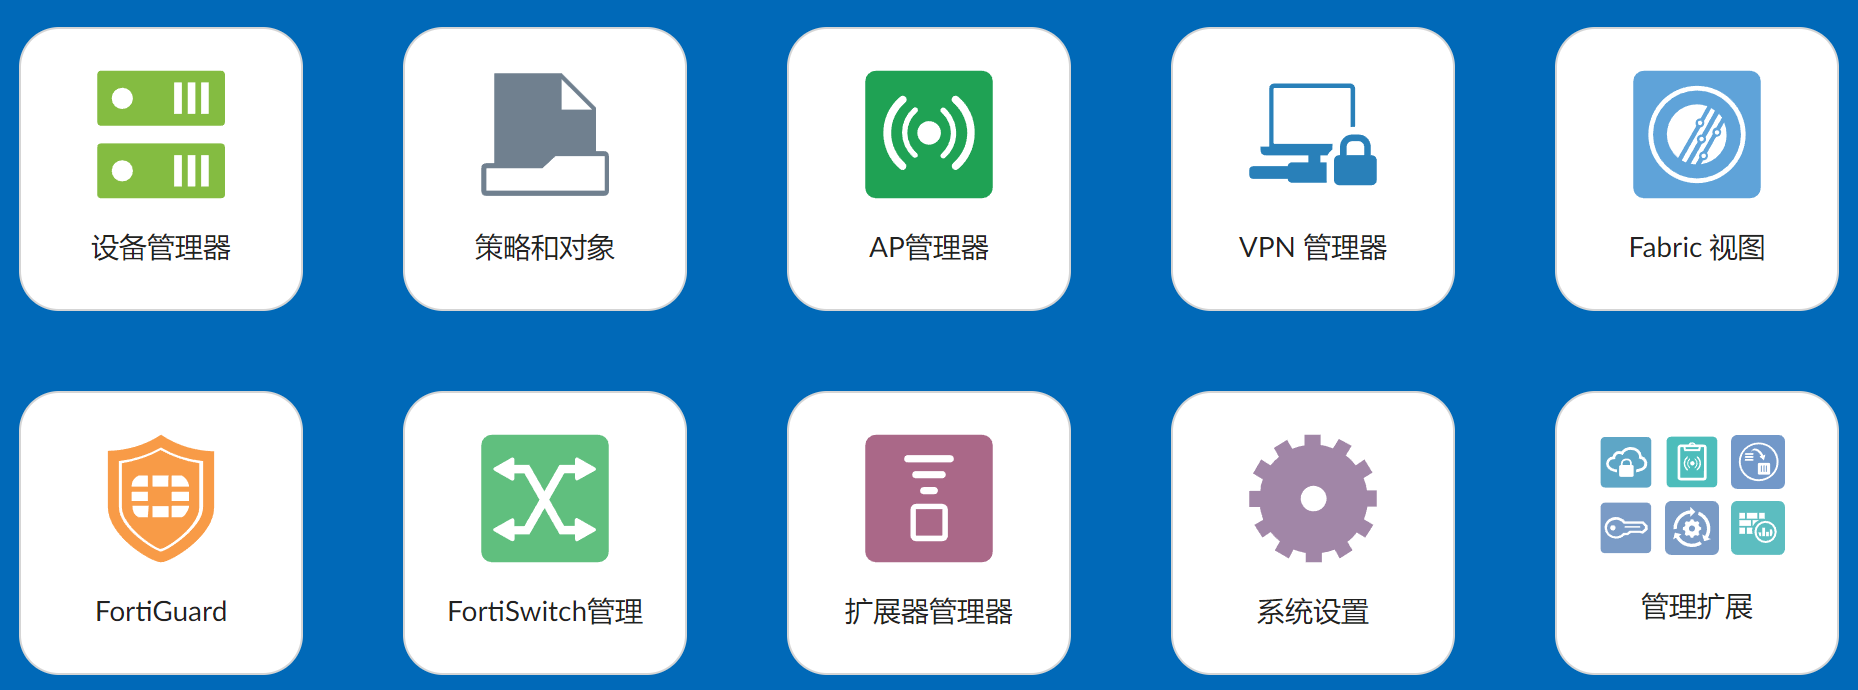 设备管理器
策略和对象
AP管理器
VPN 管理器
Fabric 视图
FortiGuard
FortiSwitch管理
扩展器管理器
系统设置
管理扩展